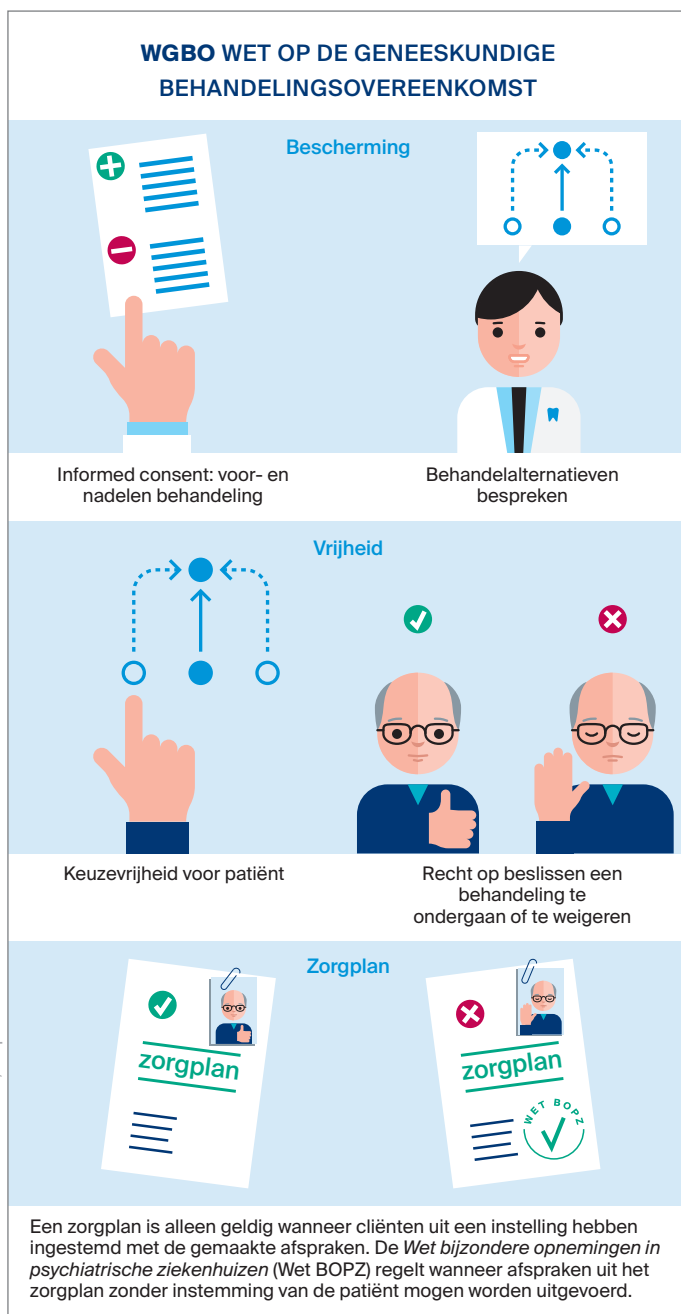 WGBO WET OP DE GENEESKUNDIGE
BEHANDELINGSOVEREENKOMST
Bescherming
Informed consent: voor- en
nadelen behandeling
Behandelalternatieven
bespreken
Vrijheid
Keuzevrijheid voor patiënt
Recht op beslissen een
behandeling te
ondergaan of te weigeren
Zorgplan
zorgplan
zorgplan
WET BOPZ
Een zorgplan is alleen geldig wanneer cliënten uit een instelling hebben
ingestemd met de gemaakte afspraken. De Wet bijzondere opnemingen in
psychiatrische ziekenhuizen (Wet BOPZ) regelt wanneer afspraken uit het
zorgplan zonder instemming van de patiënt mogen worden uitgevoerd.